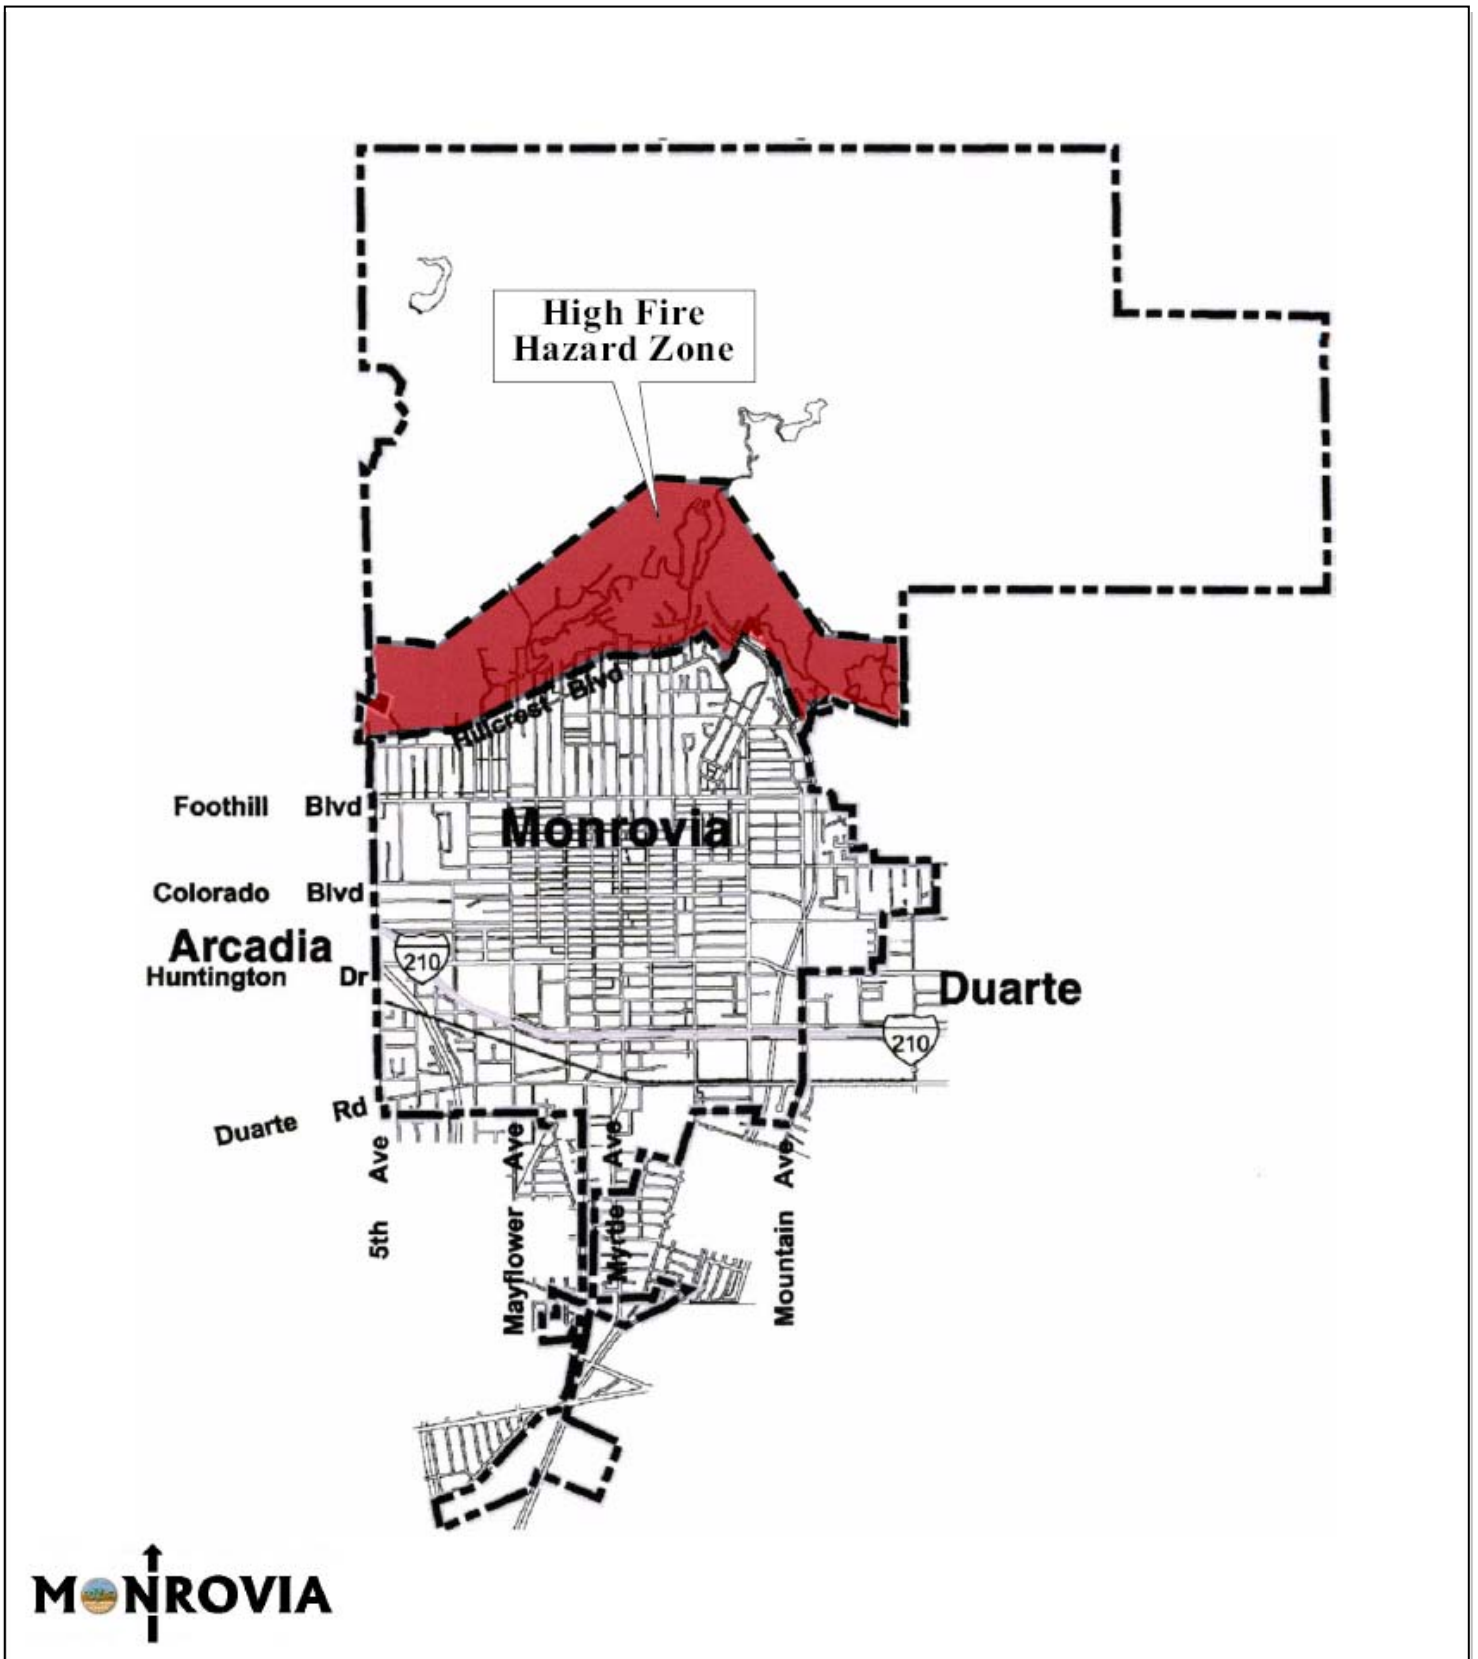 High Fire
Hazard Zone
Hillcrest Blvd
Foothill Blvd
Monrovia
Colorado Blvd
Arcadia
210
Huntington Dr
Duarte
210
Duarte Rd
5th Ave
Mayflower Ave
Myrtle Ave
Mountain Ave
MONROVIA